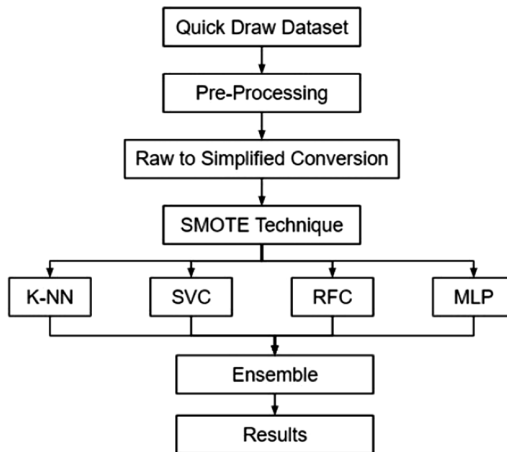 Quick Draw Dataset
Pre-Processing
Raw to Simplified Conversion
SMOTE Technique
K-NN
SVC
RFC
MLP
Ensemble
Results